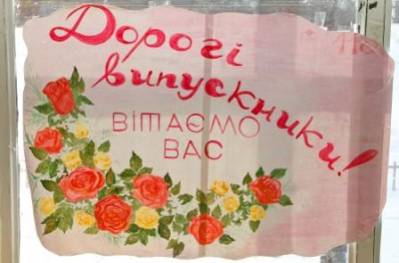 Дорогі
випускники!
вітаємо
вас